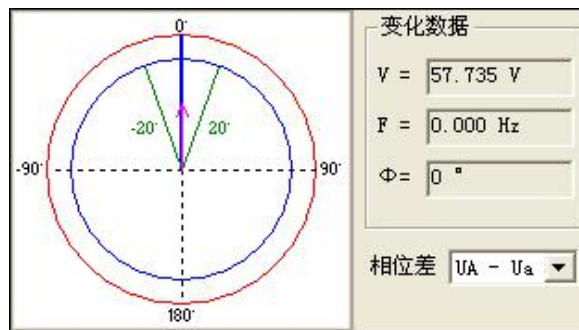 0'
-20'
20'
-90'
90'
180'
变化数据
V = 57.735 V
F = 0.000 Hz
Φ= 0 °
相位差 UA - Ua